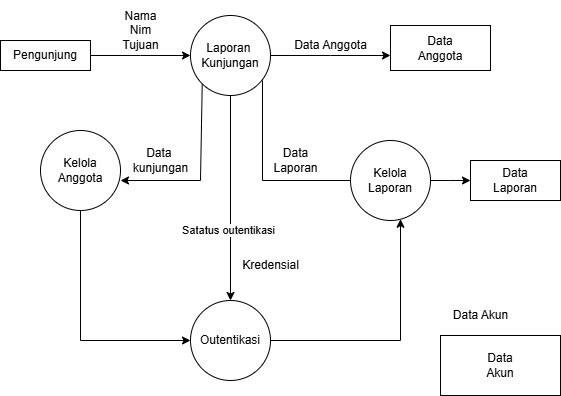 Nama
Nim
Tujuan
Pengunjung
Laporan
Kunjungan
Data Anggota
Data
Anggota
Kelola
Anggota
Data
kunjungan
Data
Laporan
Kelola
Laporan
Data
Laporan
Satatus outentikasi
Kredensial
Outentikasi
Data Akun
Data
Akun